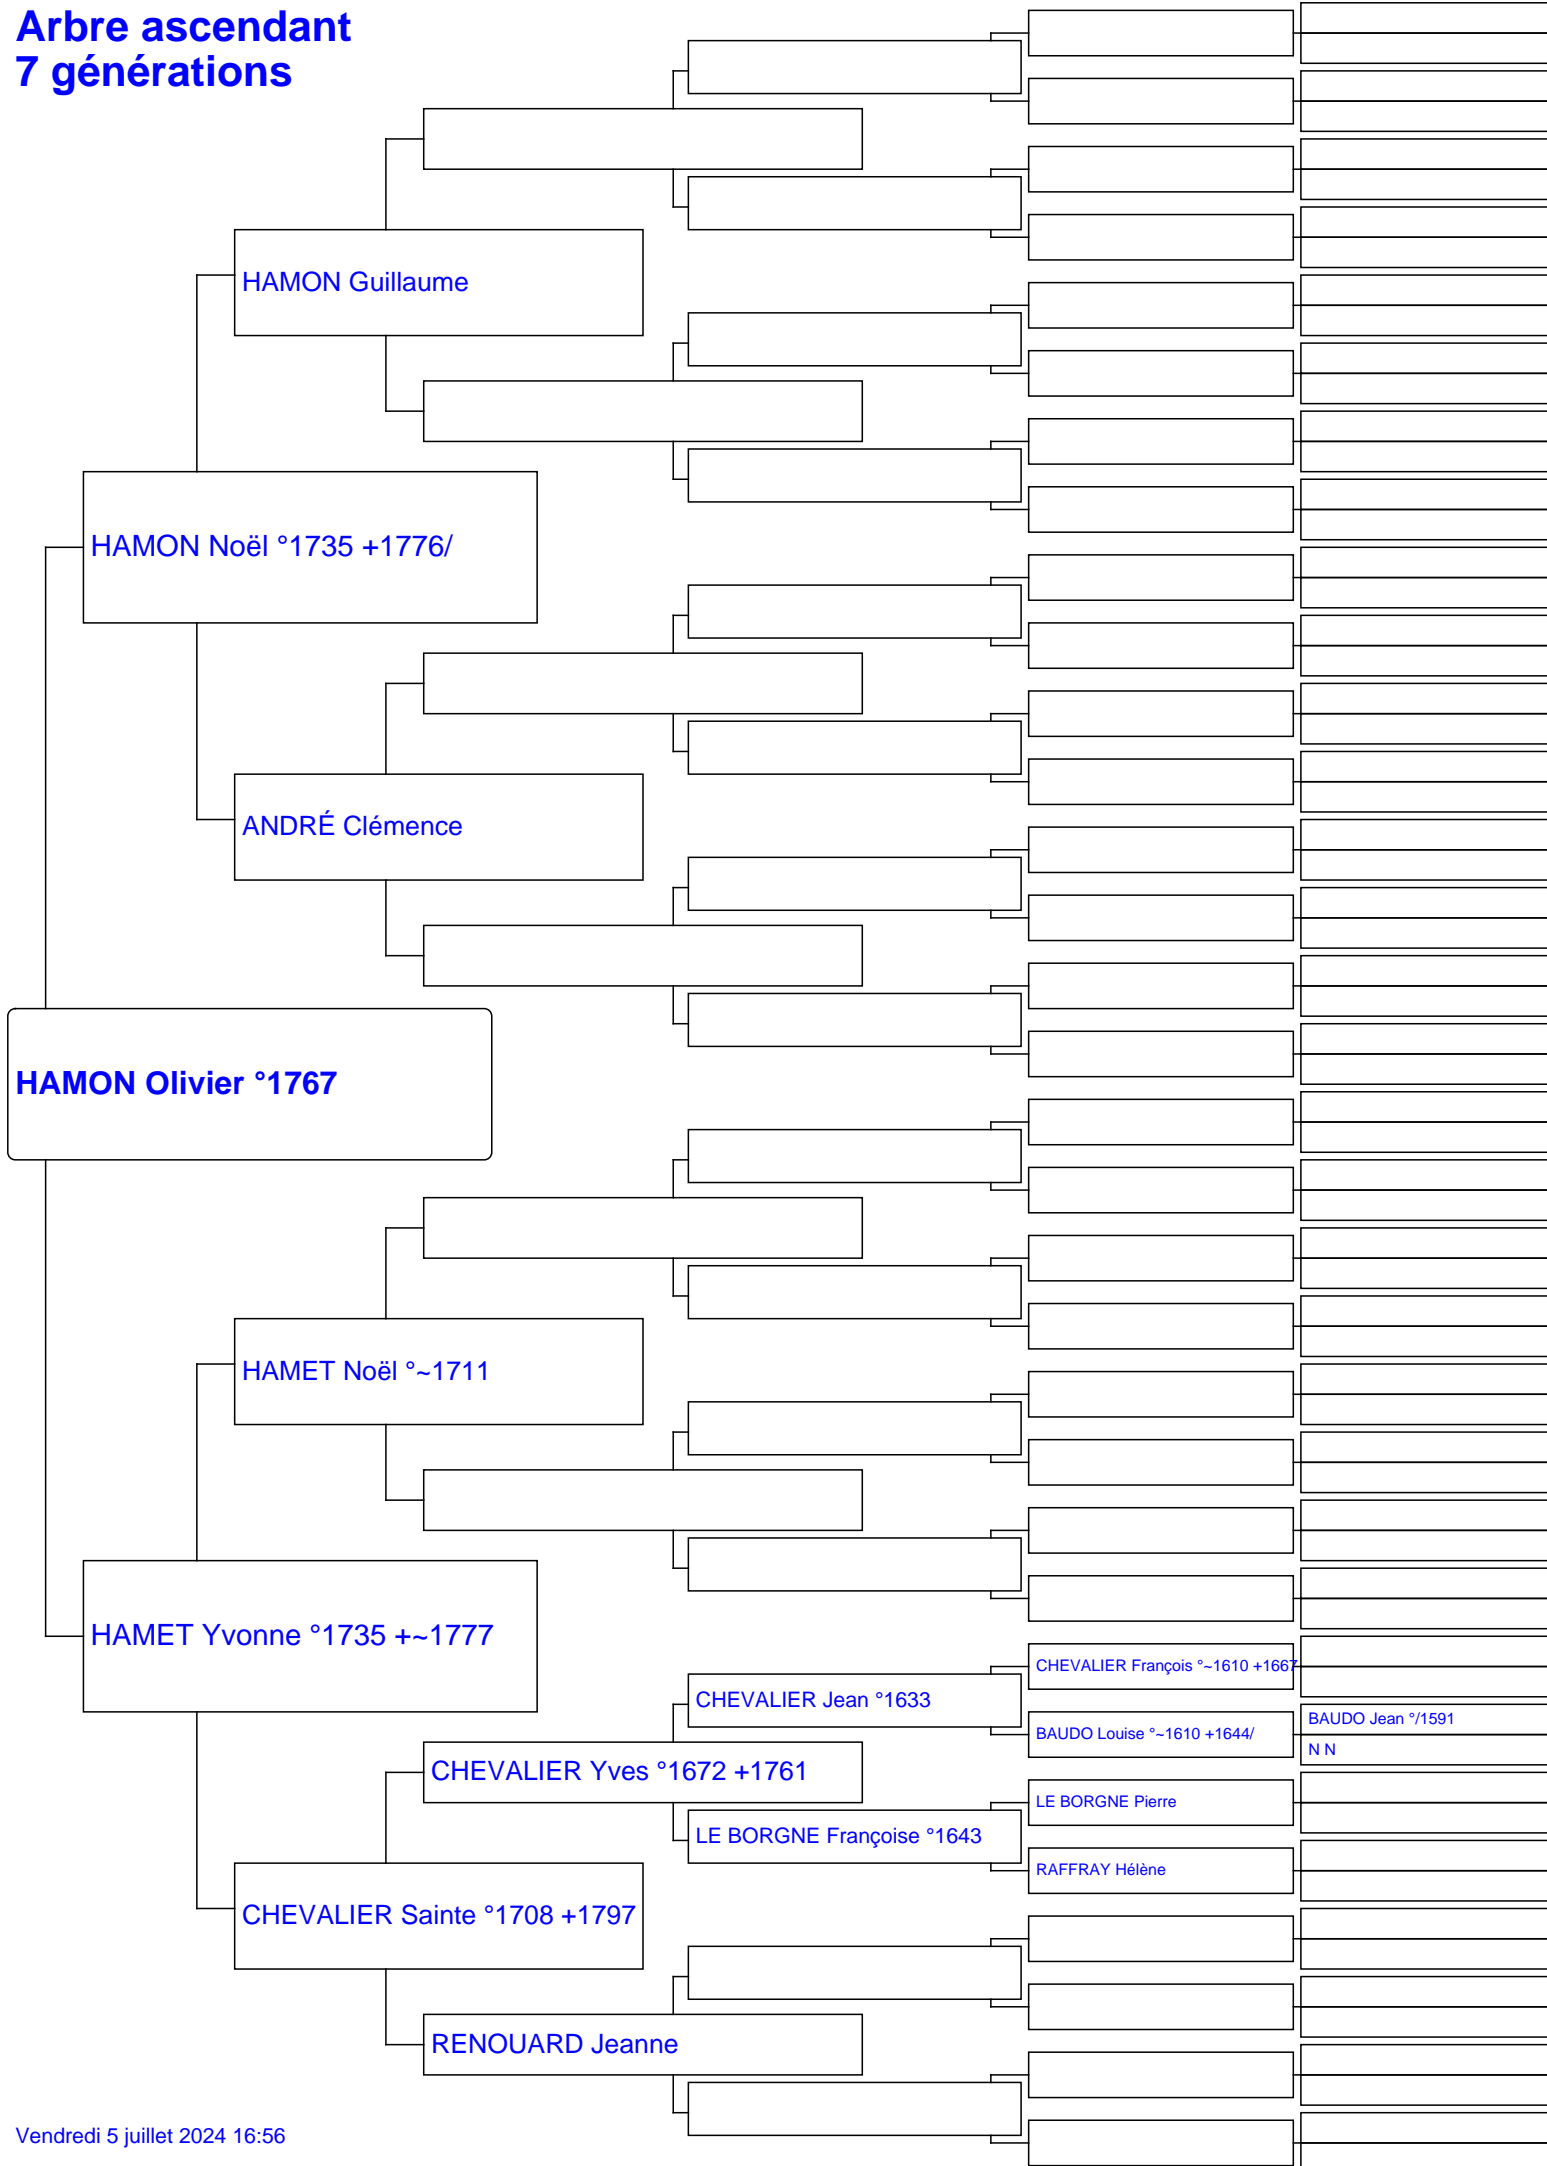 Arbre ascendant
7 générations
HAMON Guillaume
HAMON Noël °1735 +1776/
ANDRÉ Clémence
HAMON Olivier °1767
HAMET Noël °~1711
HAMET Yvonne °1735 +~1777
CHEVALIER François °~1610 +1667
CHEVALIER Jean °1633
BAUDO Jean °/1591
BAUDO Louise °~1610 +1644/
N N
CHEVALIER Yves °1672 +1761
LE BORGNE Pierre
LE BORGNE Françoise °1643
RAFFRAY Hélène
CHEVALIER Sainte °1708 +1797
RENOUARD Jeanne
Vendredi 5 juillet 2024 16:56